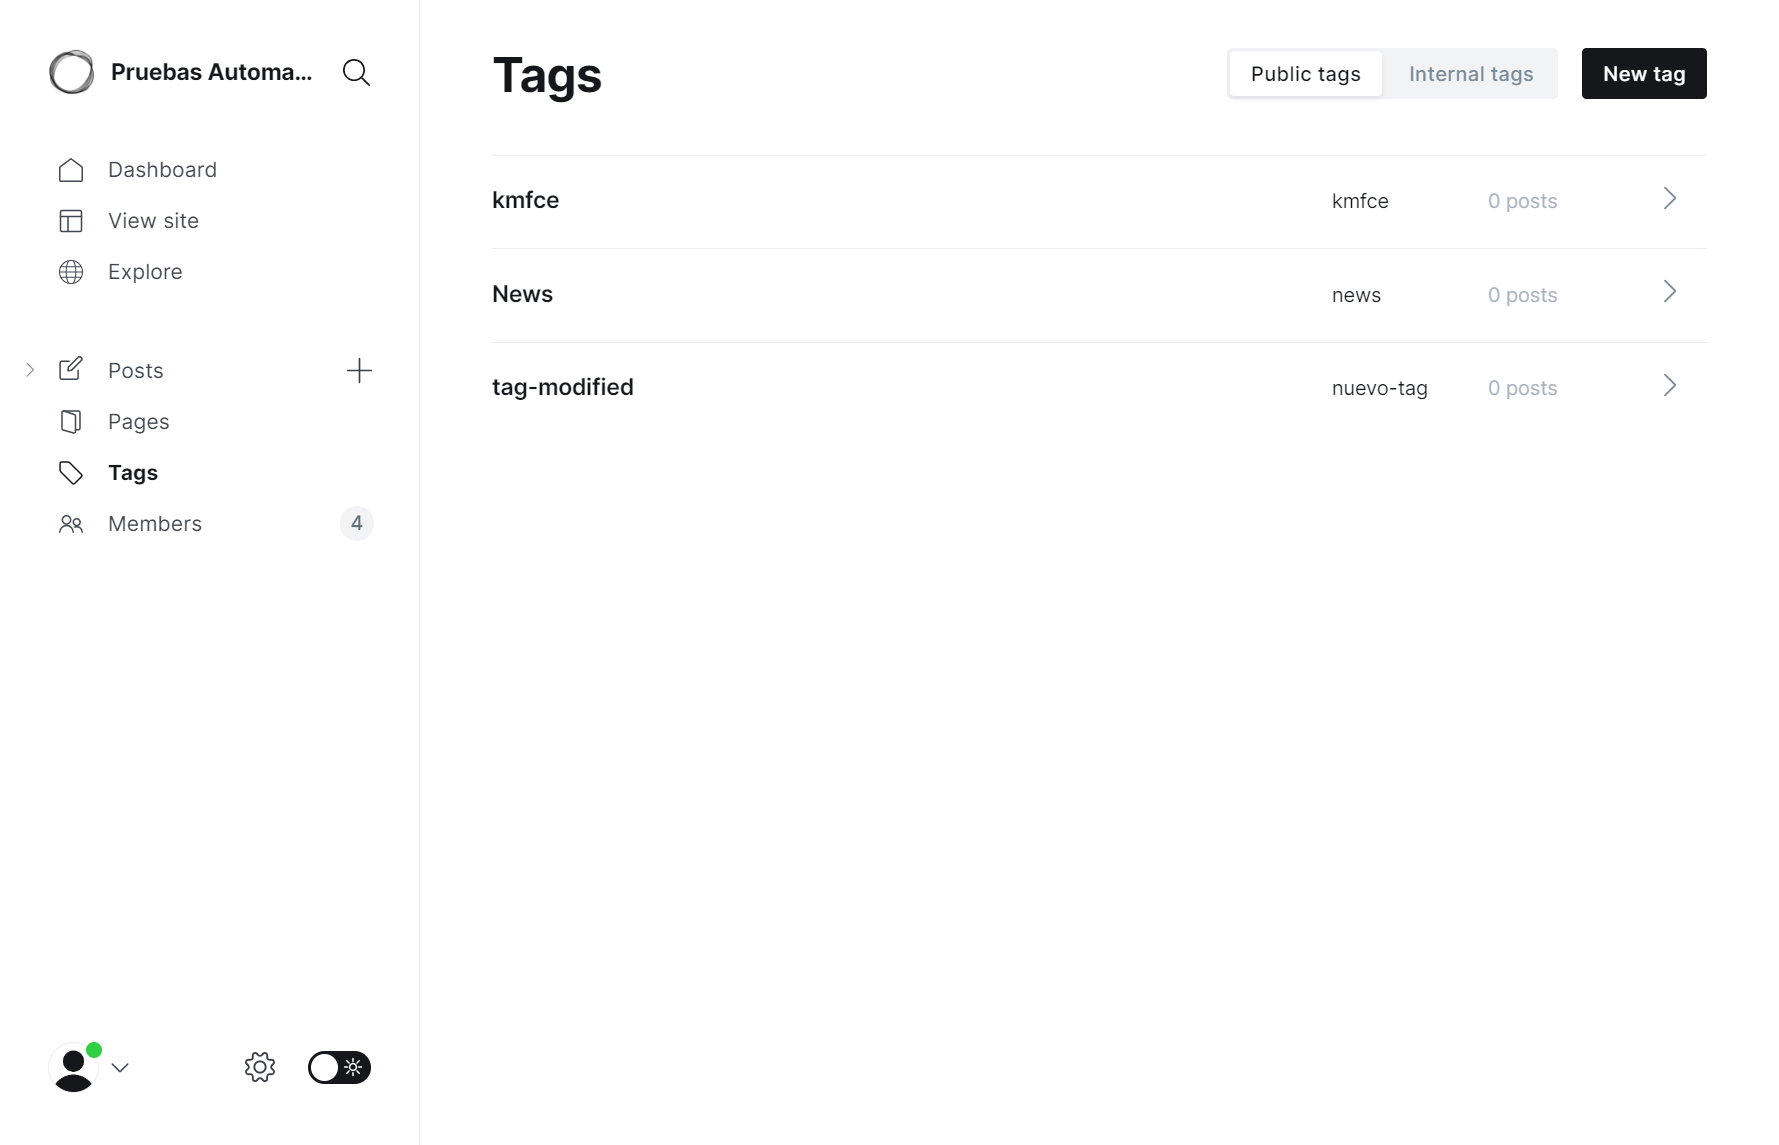 Pruebas Automa...
Dashboard
View site
Explore
Posts
Pages
Tags
Members 4
Tags
Public tags Internal tags New tag
kmfce kmfce 0 posts
News news 0 posts
tag-modified nuevo-tag 0 posts